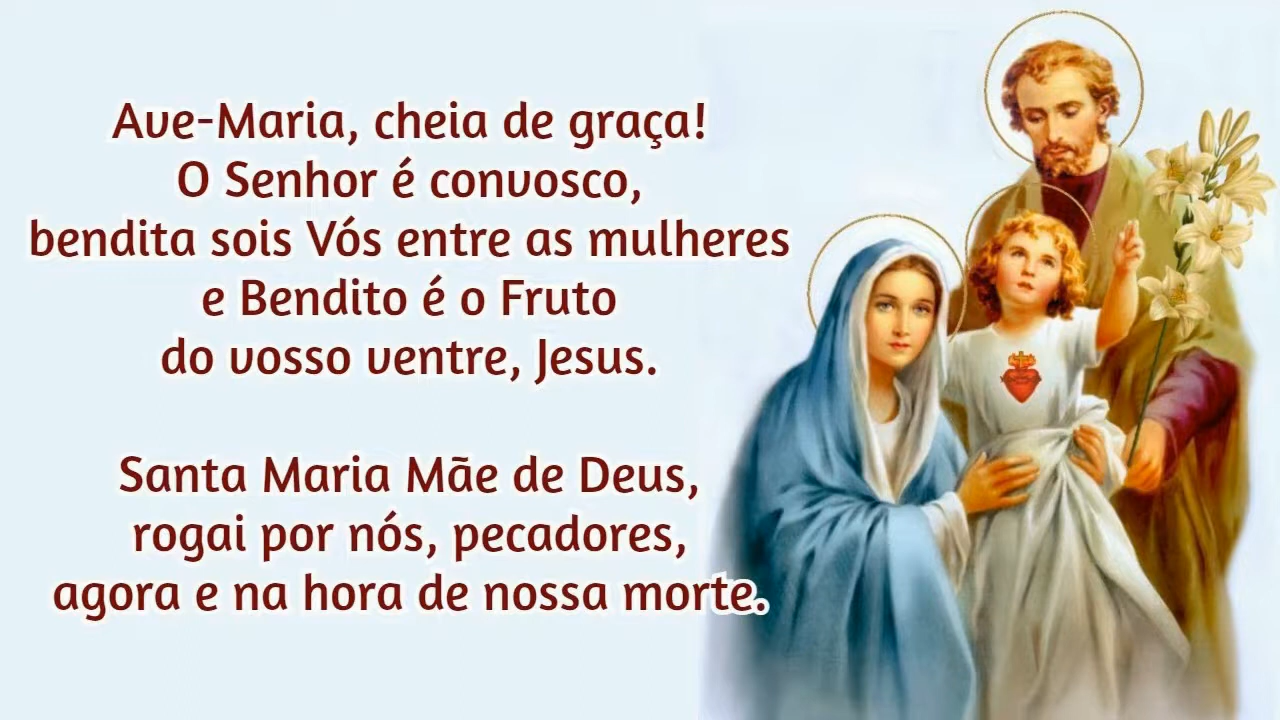 Ave-Maria, cheia de graça!
O Senhor é convosco,
bendita sois Vós entre as mulheres
e Bendito é o Fruto
do vosso ventre, Jesus.
Santa Maria Mãe de Deus,
rogai por nós, pecadores,
agora e na hora de nossa morte.